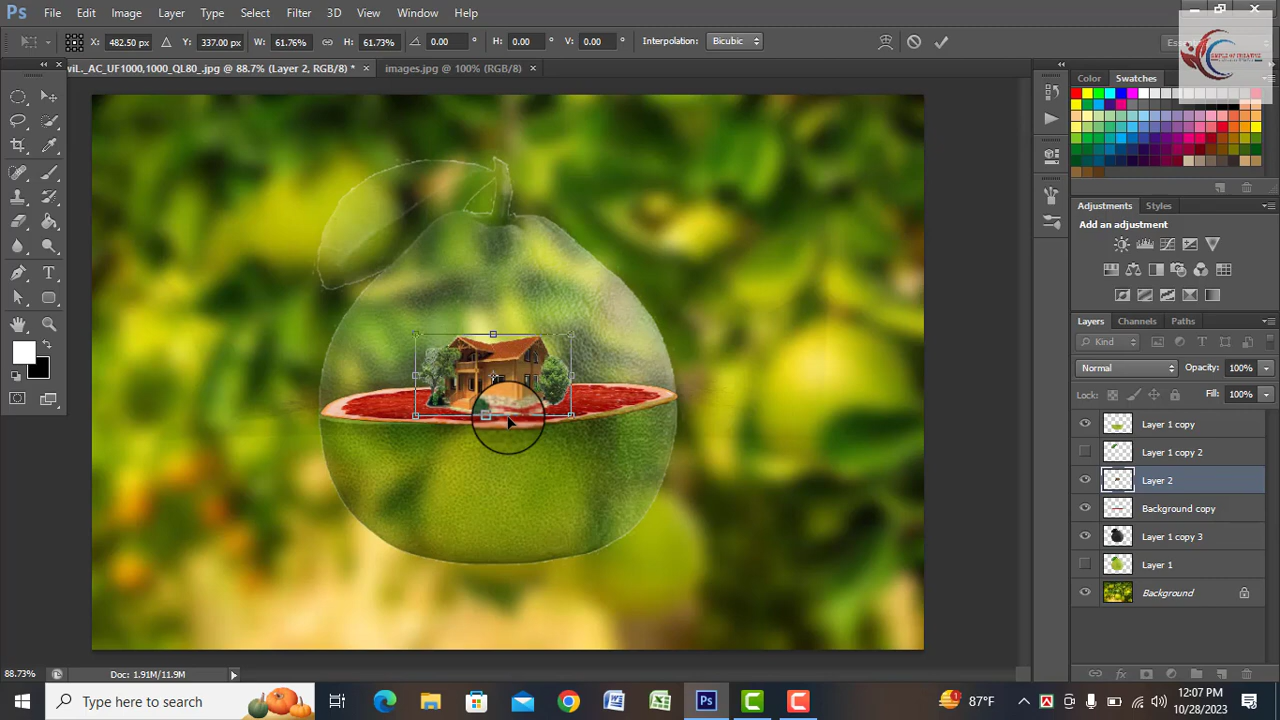 Ps File Edit Image Layer Type Select Filter 3D View Window Help
X: 482.50 px Y: 337.00 px W: 61.76% H: 61.73% 0.00 ° H: 0.00 ° V: 0.00 ° Interpolation: Bicubic
viL._AC_UF1000,1000_QL80_.jpg @ 88.7% (Layer 2, RGB/8) * × images.jpg @ 100% (RGB/8) ×
Color Swatches
Adjustments Styles
Add an adjustment
Layers Channels Paths
Kind
Normal Opacity: 100%
Lock: Fill: 100%
Layer 1 copy
Layer 1 copy 2
Layer 2
Background copy
Layer 1 copy 3
Layer 1
Background
88.73% Doc: 1.91M/11.9M
Type here to search
87°F
12:07 PM
10/28/2023